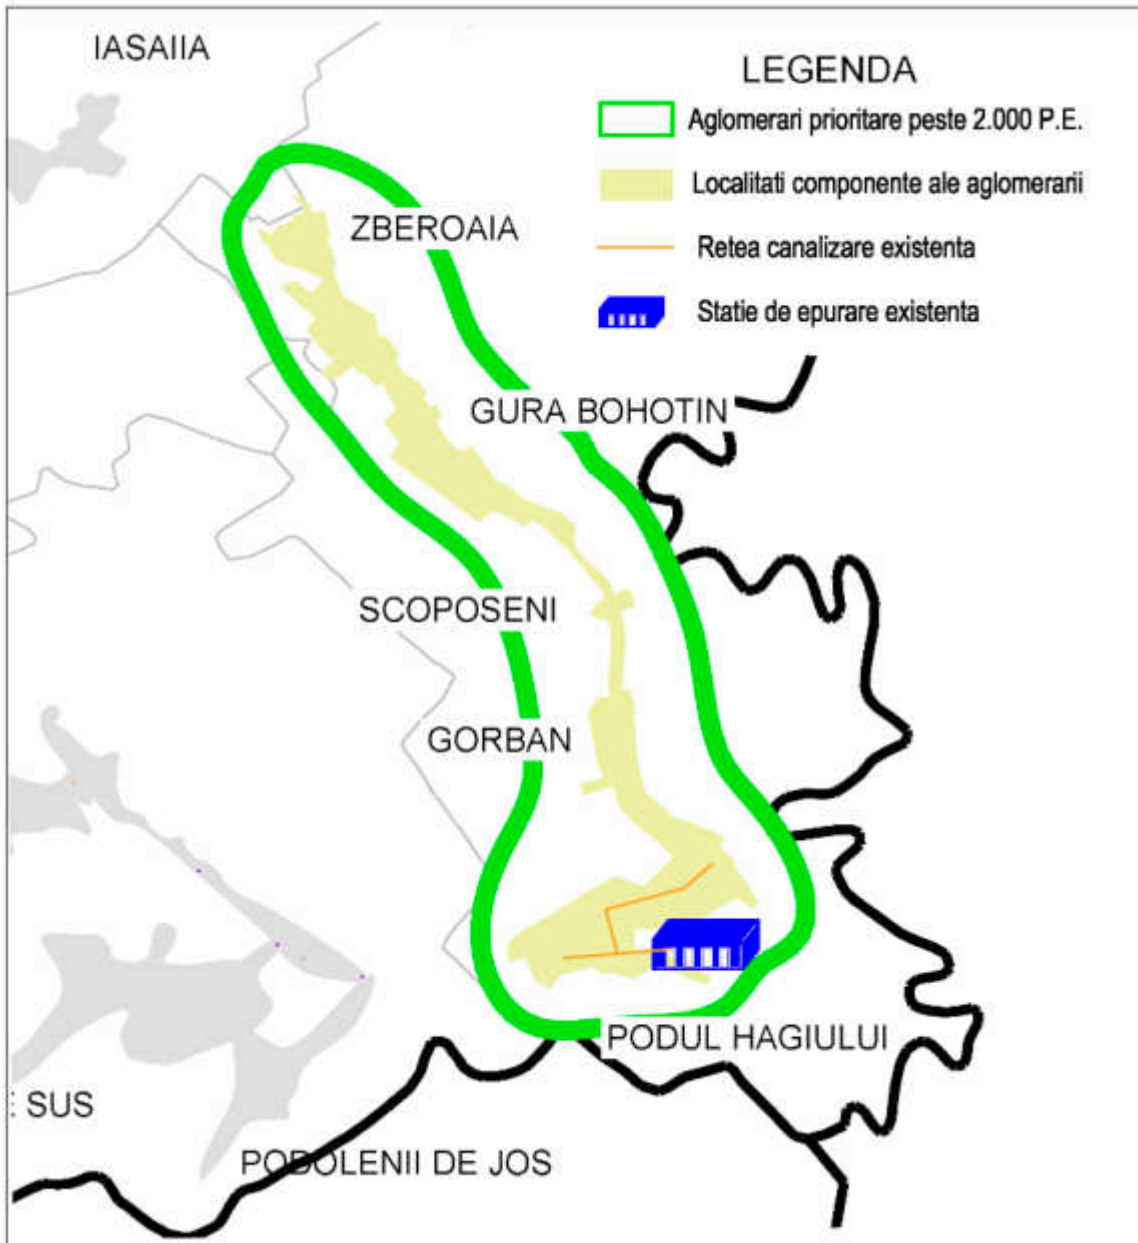 IASAIIA
LEGENDA
Aglomerari prioritare peste 2.000 P.E.
Localitati componente ale aglomerarii
Retea canalizare existenta
Statie de epurare existenta
ZBEROAIA
GURA BOHOTIN
SCOPOSENI
GORBAN
PODUL HAGIULUI
SUS
PODOLENII DE JOS